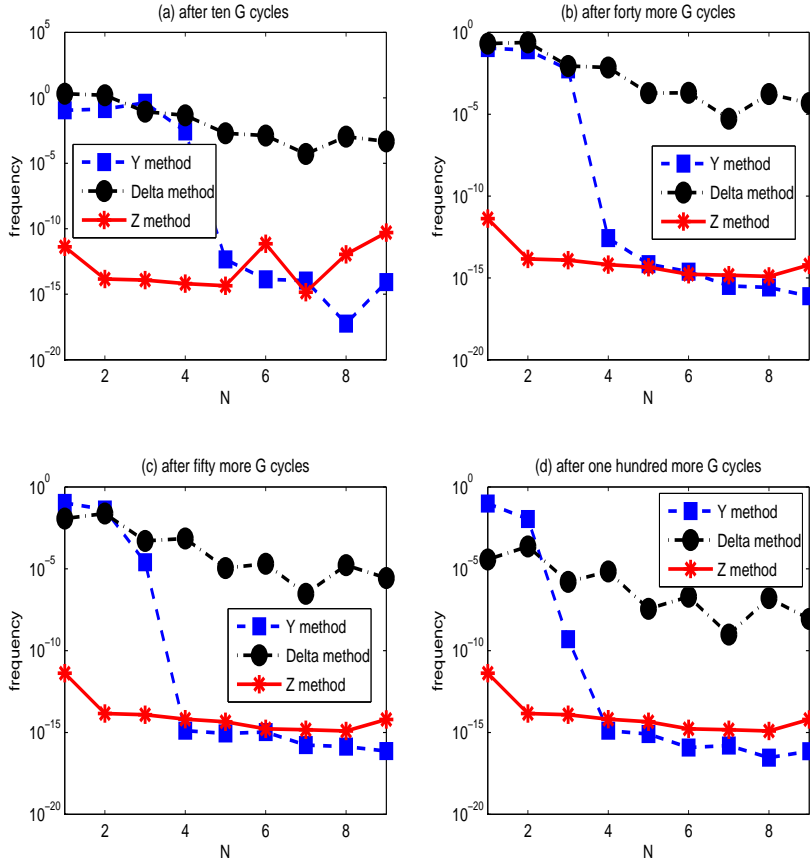 (a) after ten G cycles
10^5
10^0
10^−5
10^−10
10^−15
10^−20
frequency
2
4
6
8
N
Y method
Delta method
Z method
(b) after forty more G cycles
10^0
10^−5
10^−10
10^−15
10^−20
frequency
2
4
6
8
N
Y method
Delta method
Z method
(c) after fifty more G cycles
10^0
10^−5
10^−10
10^−15
10^−20
frequency
2
4
6
8
N
Y method
Delta method
Z method
(d) after one hundred more G cycles
10^0
10^−5
10^−10
10^−15
10^−20
frequency
2
4
6
8
N
Y method
Delta method
Z method